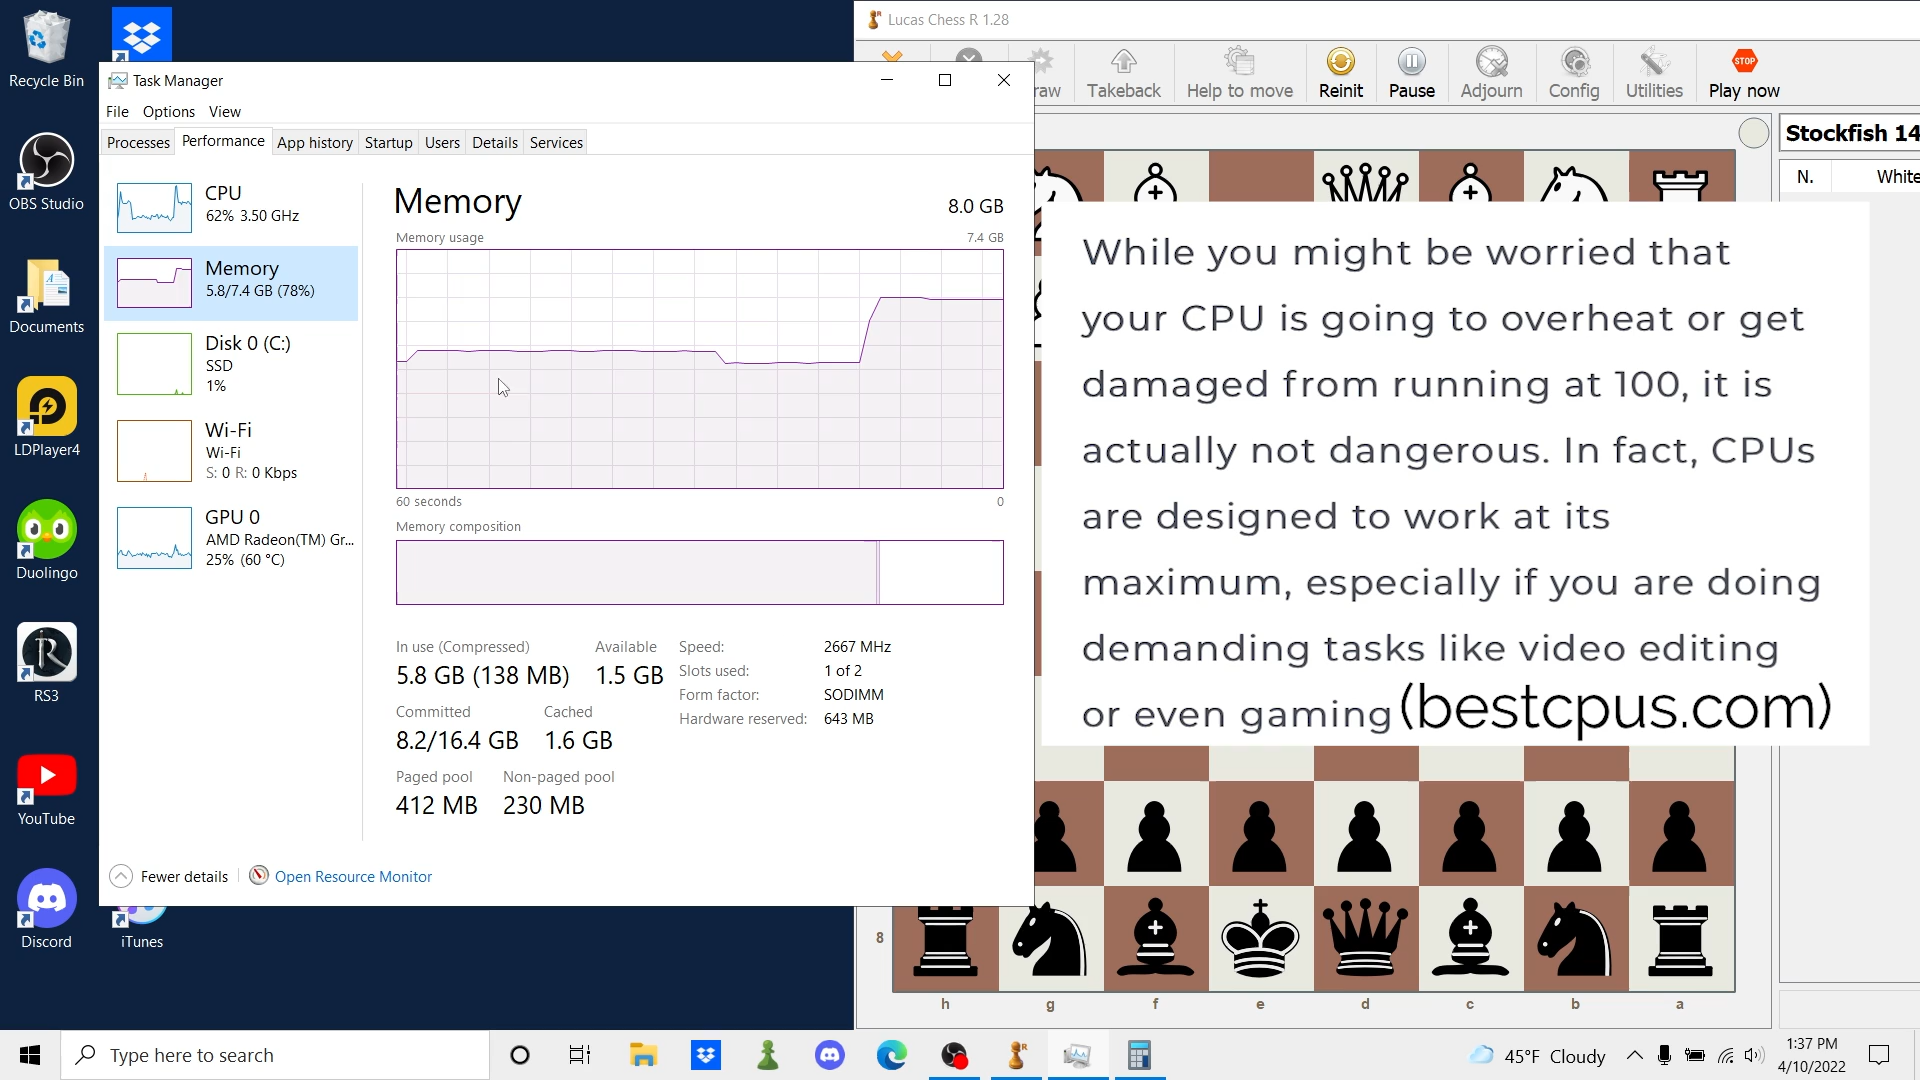 Recycle Bin
OBS Studio
Documents
LDPlayer4
Duolingo
RS3
YouTube
Discord
iTunes
Task Manager
File Options View
Processes Performance App history Startup Users Details Services
CPU
62% 3.50 GHz
Memory
5.8/7.4 GB (78%)
Disk 0 (C:)
SSD
1%
Wi-Fi
Wi-Fi
S: 0 R: 0 Kbps
GPU 0
AMD Radeon(TM) Gr...
25% (60 °C)
Memory
8.0 GB
Memory usage 7.4 GB
60 seconds 0
Memory composition
In use (Compressed) Available
5.8 GB (138 MB) 1.5 GB
Committed Cached
8.2/16.4 GB 1.6 GB
Paged pool Non-paged pool
412 MB 230 MB
Speed: 2667 MHz
Slots used: 1 of 2
Form factor: SODIMM
Hardware reserved: 643 MB
Fewer details Open Resource Monitor
Lucas Chess R 1.28
aw Takeback Help to move Reinit Pause Adjourn Config Utilities STOP Play now
Stockfish 14
N. White
While you might be worried that
your CPU is going to overheat or get
damaged from running at 100, it is
actually not dangerous. In fact, CPUs
are designed to work at its
maximum, especially if you are doing
demanding tasks like video editing
or even gaming (bestcpus.com)
8
h g f e d c b a
Type here to search
45°F Cloudy
1:37 PM
4/10/2022